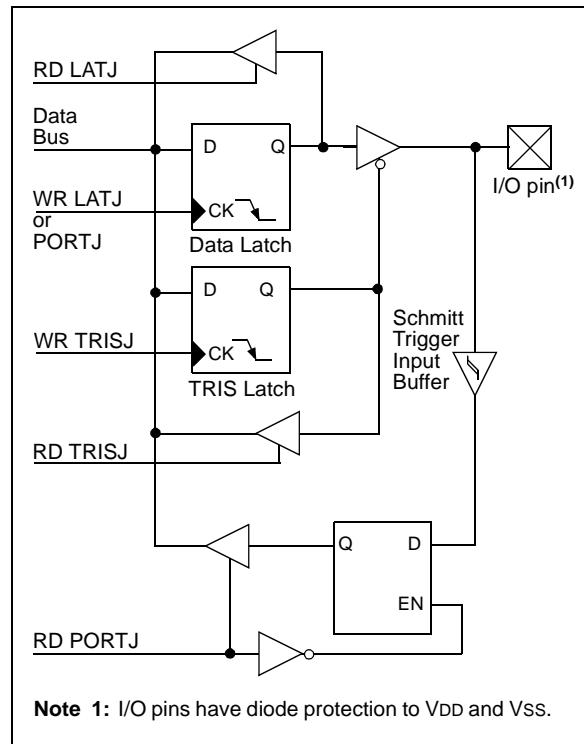 RD LATJ
Data
Bus
D
Q
I/O pin(1)
WR LATJ
or
PORTJ
CK
Data Latch
D
Q
WR TRISJ
CK
TRIS Latch
Schmitt
Trigger
Input
Buffer
RD TRISJ
Q
D
EN
RD PORTJ
Note 1: I/O pins have diode protection to VDD and VSS.